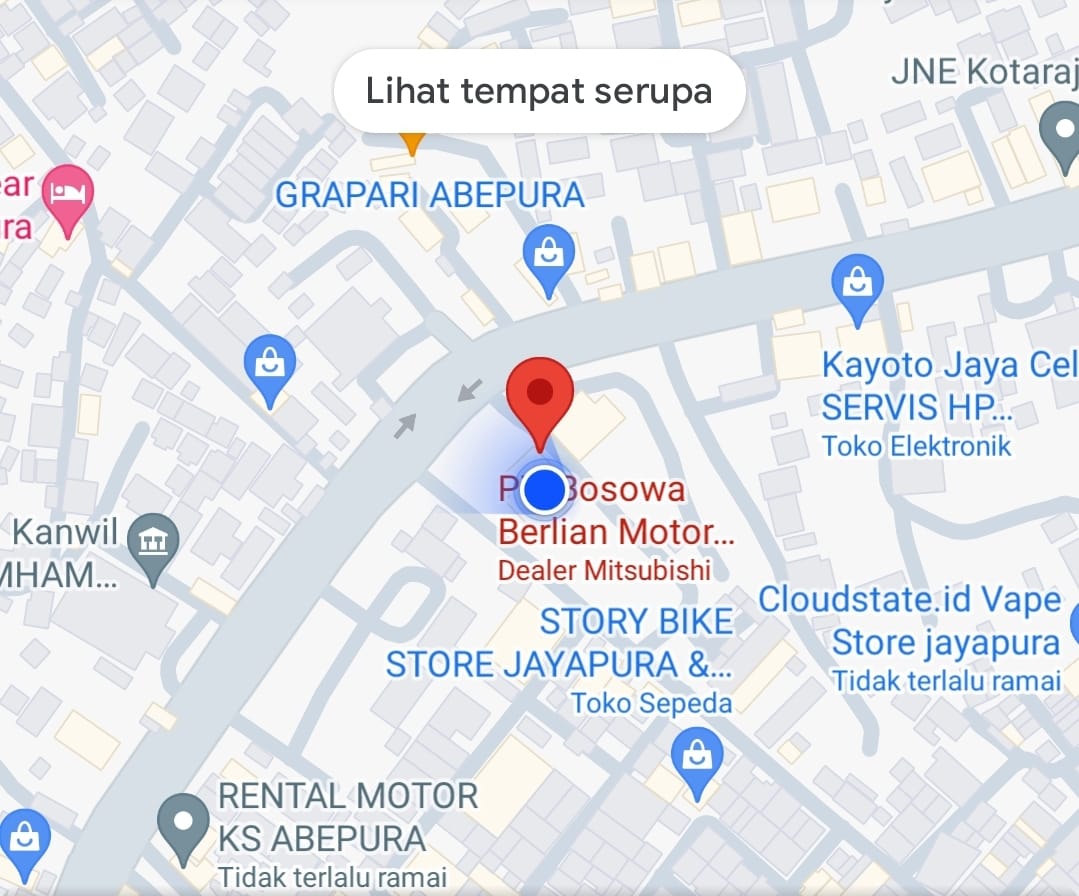 Lihat tempat serupa
JNE Kotaraj
ear
ra
GRAPARI ABEPURA
Kayoto Jaya Cel
SERVIS HP...
Toko Elektronik
Bosowa
Berlian Motor...
Dealer Mitsubishi
Kanwil
MHAM...
STORY BIKE
STORE JAYAPURA &...
Toko Sepeda
Cloudstate.id Vape
Store jayapura
Tidak terlalu ramai
RENTAL MOTOR
KS ABEPURA
Tidak terlalu ramai